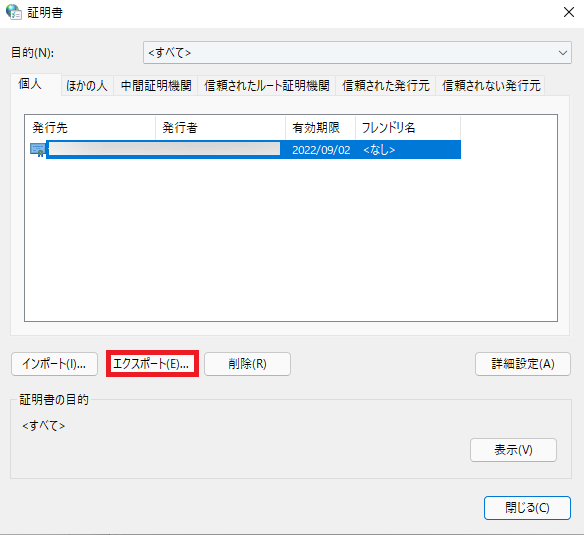 証明書
目的(N): <すべて>
個人 ほかの人 中間証明機関 信頼されたルート証明機関 信頼された発行元 信頼されない発行元
発行先 発行者 有効期限 フレンドリ名
2022/09/02 <なし>
インポート(I)... エクスポート(E)... 削除(R) 詳細設定(A)
証明書の目的
<すべて>
表示(V)
閉じる(C)